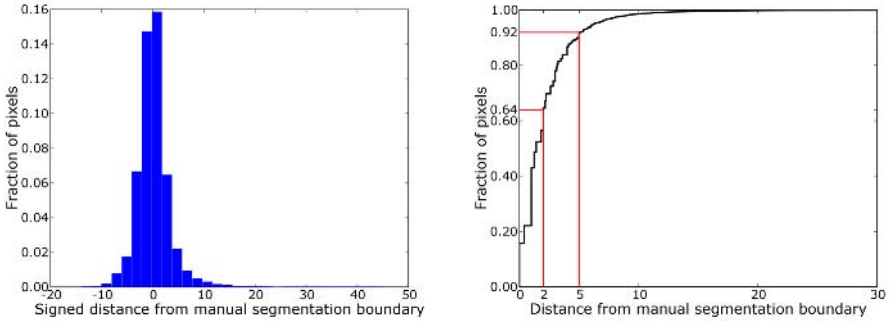 0.16
0.14
0.12
0.10
0.08
0.06
0.04
0.02
0.00
Fraction of pixels
-20 -10 0 10 20 30 40 50
Signed distance from manual segmentation boundary
1.00
0.92
0.80
0.64
0.60
0.40
0.20
0.00
Fraction of pixels
0 2 5 10 20 30
Distance from manual segmentation boundary